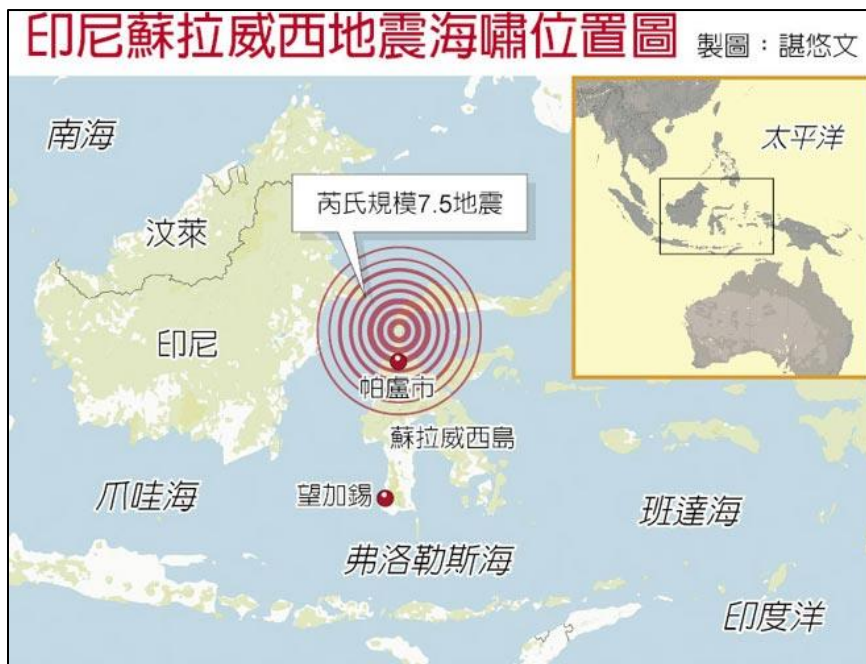 印尼蘇拉威西地震海嘯位置圖 製圖：諶悠文
南海
太平洋
芮氏規模7.5地震
汶萊
印尼
帕盧市
蘇拉威西島
爪哇海
望加錫
班達海
弗洛勒斯海
印度洋